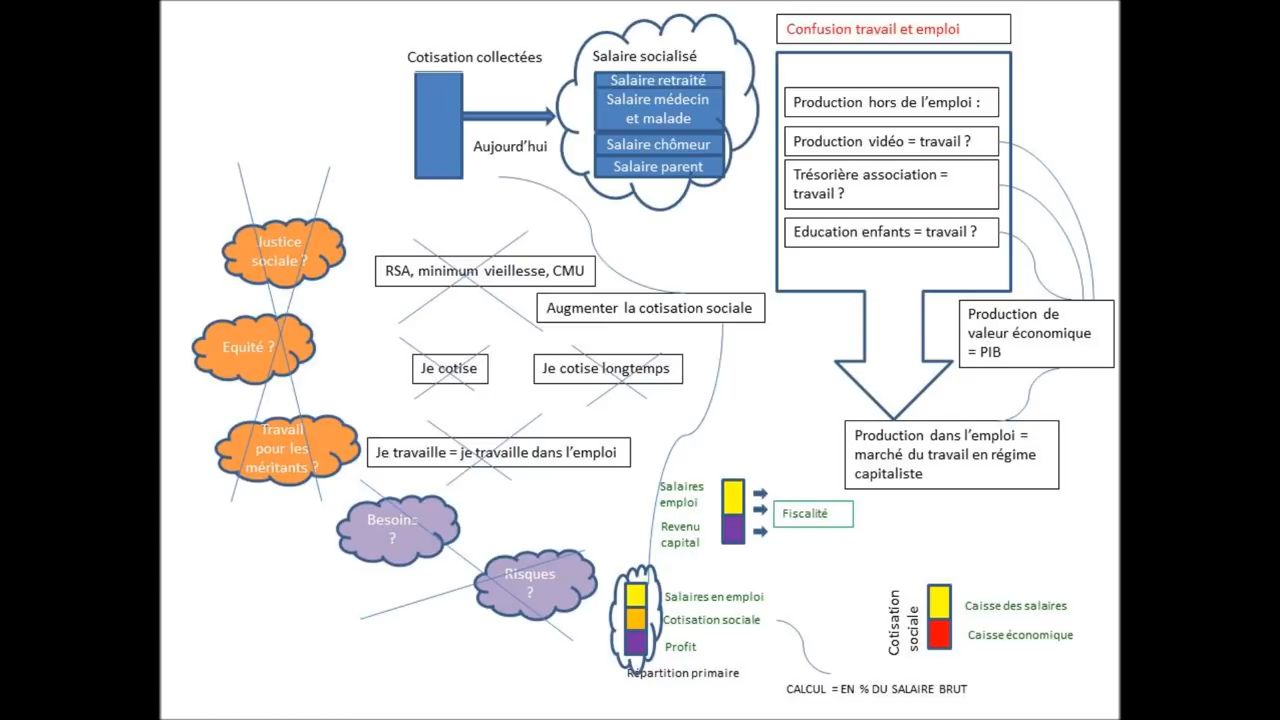 Confusion travail et emploi
Cotisation collectées
Salaire socialisé
Salaire retraité
Salaire médecin
et malade
Salaire chômeur
Salaire parent
Aujourd'hui
Production hors de l'emploi :
Production vidéo = travail ?
Trésorière association =
travail ?
Education enfants = travail ?
Justice
sociale ?
RSA, minimum vieillesse, CMU
Augmenter la cotisation sociale
Production de
valeur économique
= PIB
Equité ?
Je cotise
Je cotise longtemps
Travail
pour les
méritants ?
Je travaille = je travaille dans l'emploi
Production dans l'emploi =
marché du travail en régime
capitaliste
Besoins
?
Salaires
emploi
Revenu
capital
Fiscalité
Risques
?
Salaires en emploi
Cotisation sociale
Profit
Répartition primaire
Cotisation
sociale
Caisse des salaires
Caisse économique
CALCUL = EN % DU SALAIRE BRUT